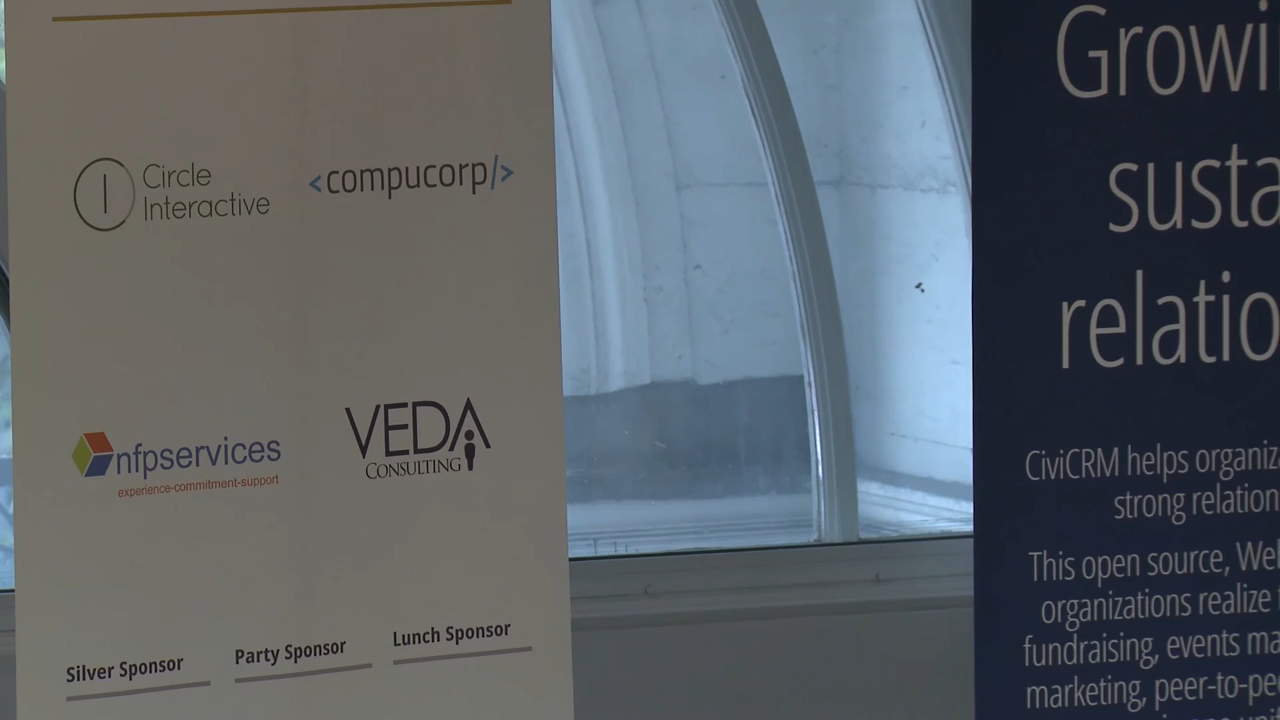 Circle
Interactive
<compucorp/>
nfpservices
experience-commitment-support
VEDA
CONSULTING
Silver Sponsor
Party Sponsor
Lunch Sponsor
Growi
susta
relatio
CiviCRM helps organiz
strong relation
This open source, We
organizations realize
fundraising, events ma
marketing, peer-to-pe